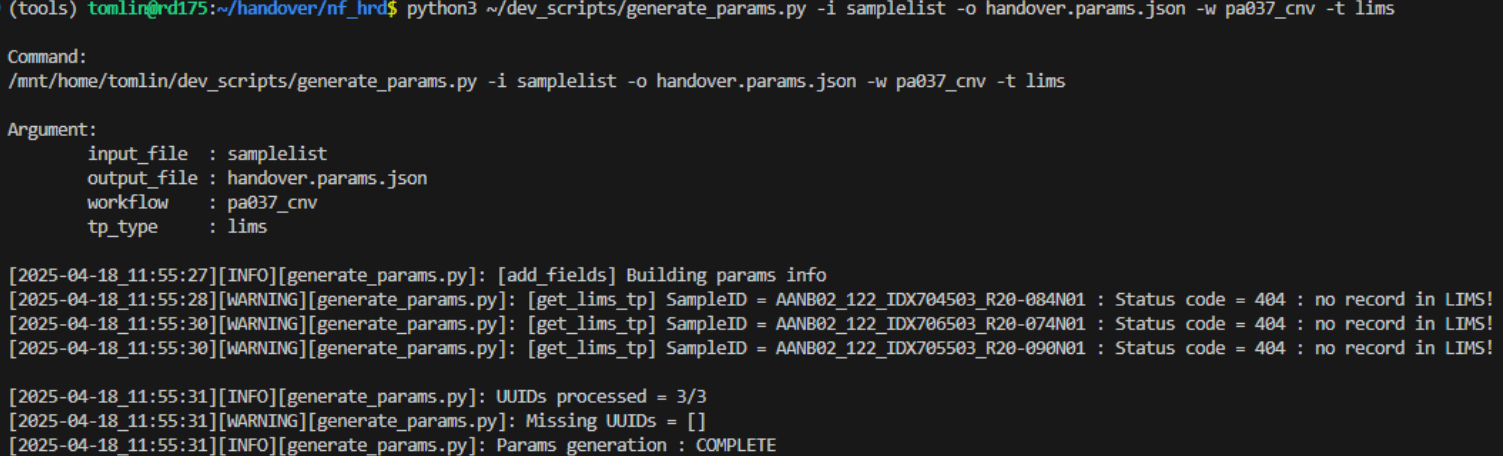 (tools) tomlin@rd175:~/handover/nf_hrd$ python3 ~/dev_scripts/generate_params.py -i samplelist -o handover.params.json -w pa037_cnv -t lims
Command:
/mnt/home/tomlin/dev_scripts/generate_params.py -i samplelist -o handover.params.json -w pa037_cnv -t lims
Argument:
input_file : samplelist
output_file : handover.params.json
workflow : pa037_cnv
tp_type : lims
[2025-04-18_11:55:27][INFO][generate_params.py]: [add_fields] Building params info
[2025-04-18_11:55:28][WARNING][generate_params.py]: [get_lims_tp] SampleID = AANB02_122_IDX704503_R20-084N01 : Status code = 404 : no record in LIMS!
[2025-04-18_11:55:30][WARNING][generate_params.py]: [get_lims_tp] SampleID = AANB02_122_IDX706503_R20-074N01 : Status code = 404 : no record in LIMS!
[2025-04-18_11:55:30][WARNING][generate_params.py]: [get_lims_tp] SampleID = AANB02_122_IDX705503_R20-090N01 : Status code = 404 : no record in LIMS!
[2025-04-18_11:55:31][INFO][generate_params.py]: UUIDs processed = 3/3
[2025-04-18_11:55:31][WARNING][generate_params.py]: Missing UUIDs = []
[2025-04-18_11:55:31][INFO][generate_params.py]: Params generation : COMPLETE